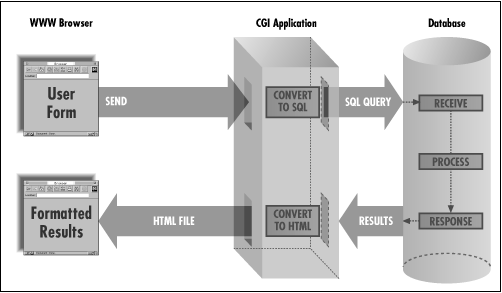 WWW Browser
CGI Application
Database
User
Form
SEND
CONVERT
TO SQL
SQL QUERY
RECEIVE
PROCESS
Formatted
Results
HTML FILE
CONVERT
TO HTML
RESULTS
RESPONSE